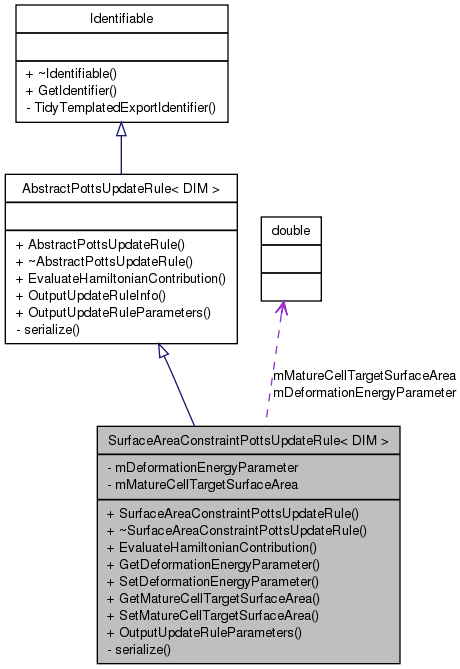 Identifiable
+ ~Identifiable()
+ GetIdentifier()
- TidyTemplatedExportIdentifier()
AbstractPottsUpdateRule< DIM >
+ AbstractPottsUpdateRule()
+ ~AbstractPottsUpdateRule()
+ EvaluateHamiltonianContribution()
+ OutputUpdateRuleInfo()
+ OutputUpdateRuleParameters()
- serialize()
double
mMatureCellTargetSurfaceArea
mDeformationEnergyParameter
SurfaceAreaConstraintPottsUpdateRule< DIM >
- mDeformationEnergyParameter
- mMatureCellTargetSurfaceArea
+ SurfaceAreaConstraintPottsUpdateRule()
+ ~SurfaceAreaConstraintPottsUpdateRule()
+ EvaluateHamiltonianContribution()
+ GetDeformationEnergyParameter()
+ SetDeformationEnergyParameter()
+ GetMatureCellTargetSurfaceArea()
+ SetMatureCellTargetSurfaceArea()
+ OutputUpdateRuleParameters()
- serialize()